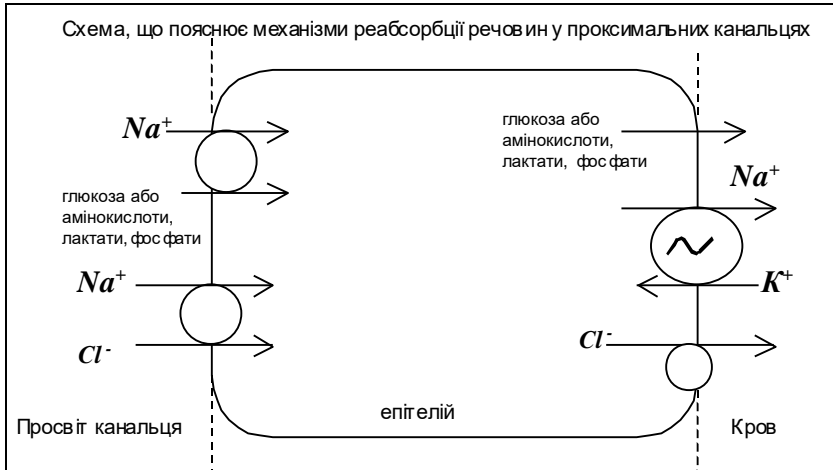 Схема, що пояснює механізми реабсорбції речовин у проксимальних канальцях
Na⁺
глюкоза або
амінокислоти,
лактати, фосфати
Na⁺
Cl⁻
глюкоза або
амінокислоти,
лактати, фосфати
Na⁺
K⁺
Cl⁻
Просвіт канальця
епітелій
Кров